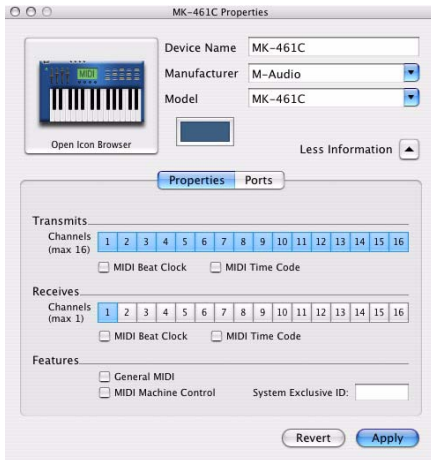 MK-461C Properties
Device Name MK-461C
Manufacturer M-Audio
Model MK-461C
MIDI
Open Icon Browser
Less Information
Properties Ports
Transmits
Channels
(max 16)
1 2 3 4 5 6 7 8 9 10 11 12 13 14 15 16
MIDI Beat Clock MIDI Time Code
Receives
Channels
(max 1)
1 2 3 4 5 6 7 8 9 10 11 12 13 14 15 16
MIDI Beat Clock MIDI Time Code
Features
General MIDI
MIDI Machine Control System Exclusive ID:
Revert Apply